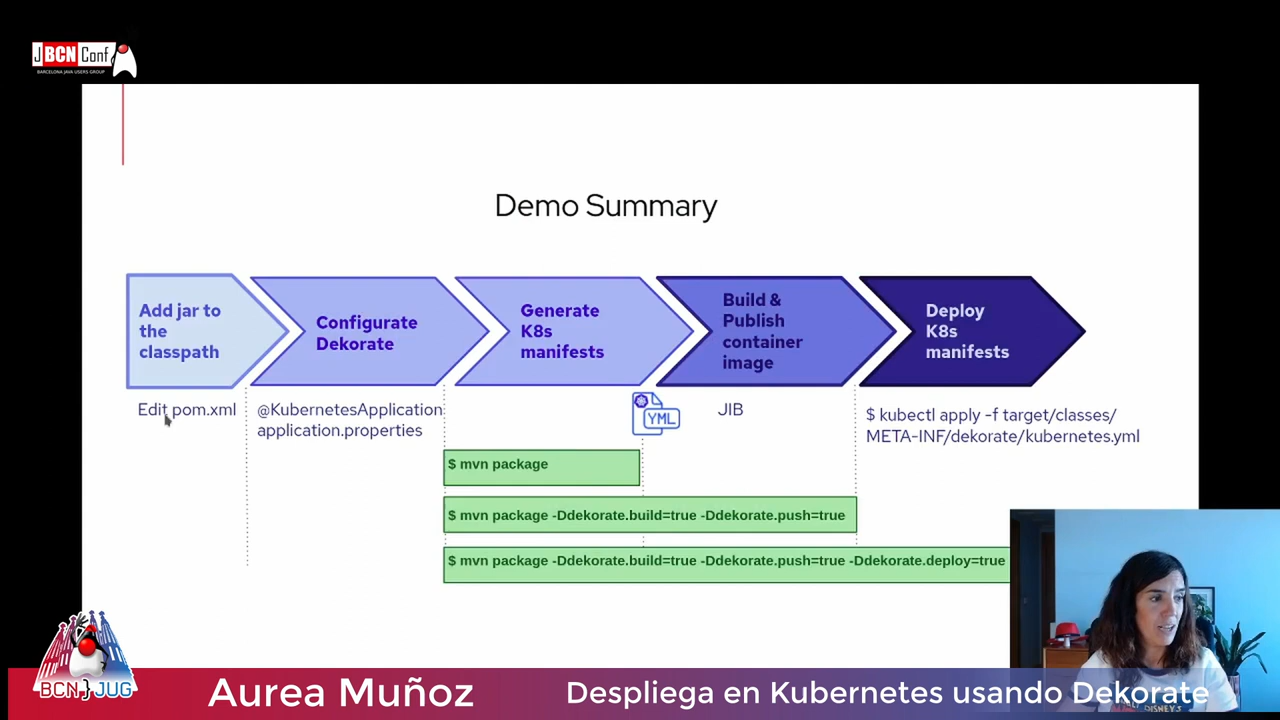 JBCNConf
BARCELONA JAVA USERS GROUP
Demo Summary
Add jar to
the
classpath
Configurate
Dekorate
Generate
K8s
manifests
Build &
Publish
container
image
Deploy
K8s
manifests
Edit pom.xml
@KubernetesApplication
application.properties
YML
JIB
$ kubectl apply -f target/classes/
META-INF/dekorate/kubernetes.yml
$ mvn package
$ mvn package -Ddekorate.build=true -Ddekorate.push=true
$ mvn package -Ddekorate.build=true -Ddekorate.push=true -Ddekorate.deploy=true
BCN JUG
Aurea Muñoz
Despliega en Kubernetes usando Dekorate